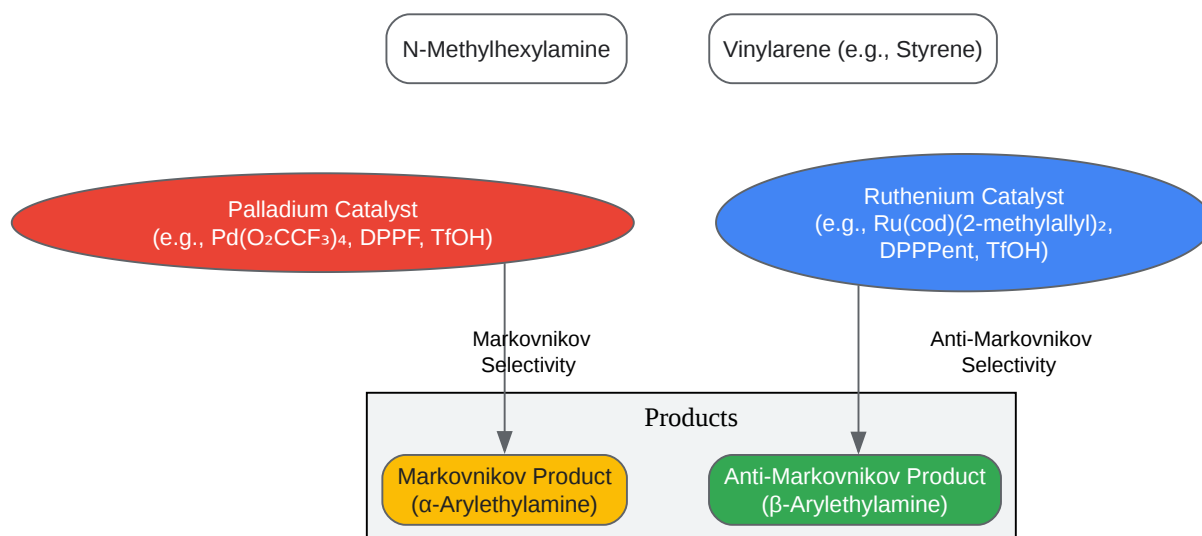 N-Methylhexylamine
Vinylarene (e.g., Styrene)
Palladium Catalyst
(e.g., Pd(O₂CCF₃)₄, DPPF, TfOH)
Ruthenium Catalyst
(e.g., Ru(cod)(2-methylallyl)₂,
DPPPent, TfOH)
Markovnikov
Selectivity
Anti-Markovnikov
Selectivity
Products
Markovnikov Product
(α-Arylethylamine)
Anti-Markovnikov Product
(β-Arylethylamine)